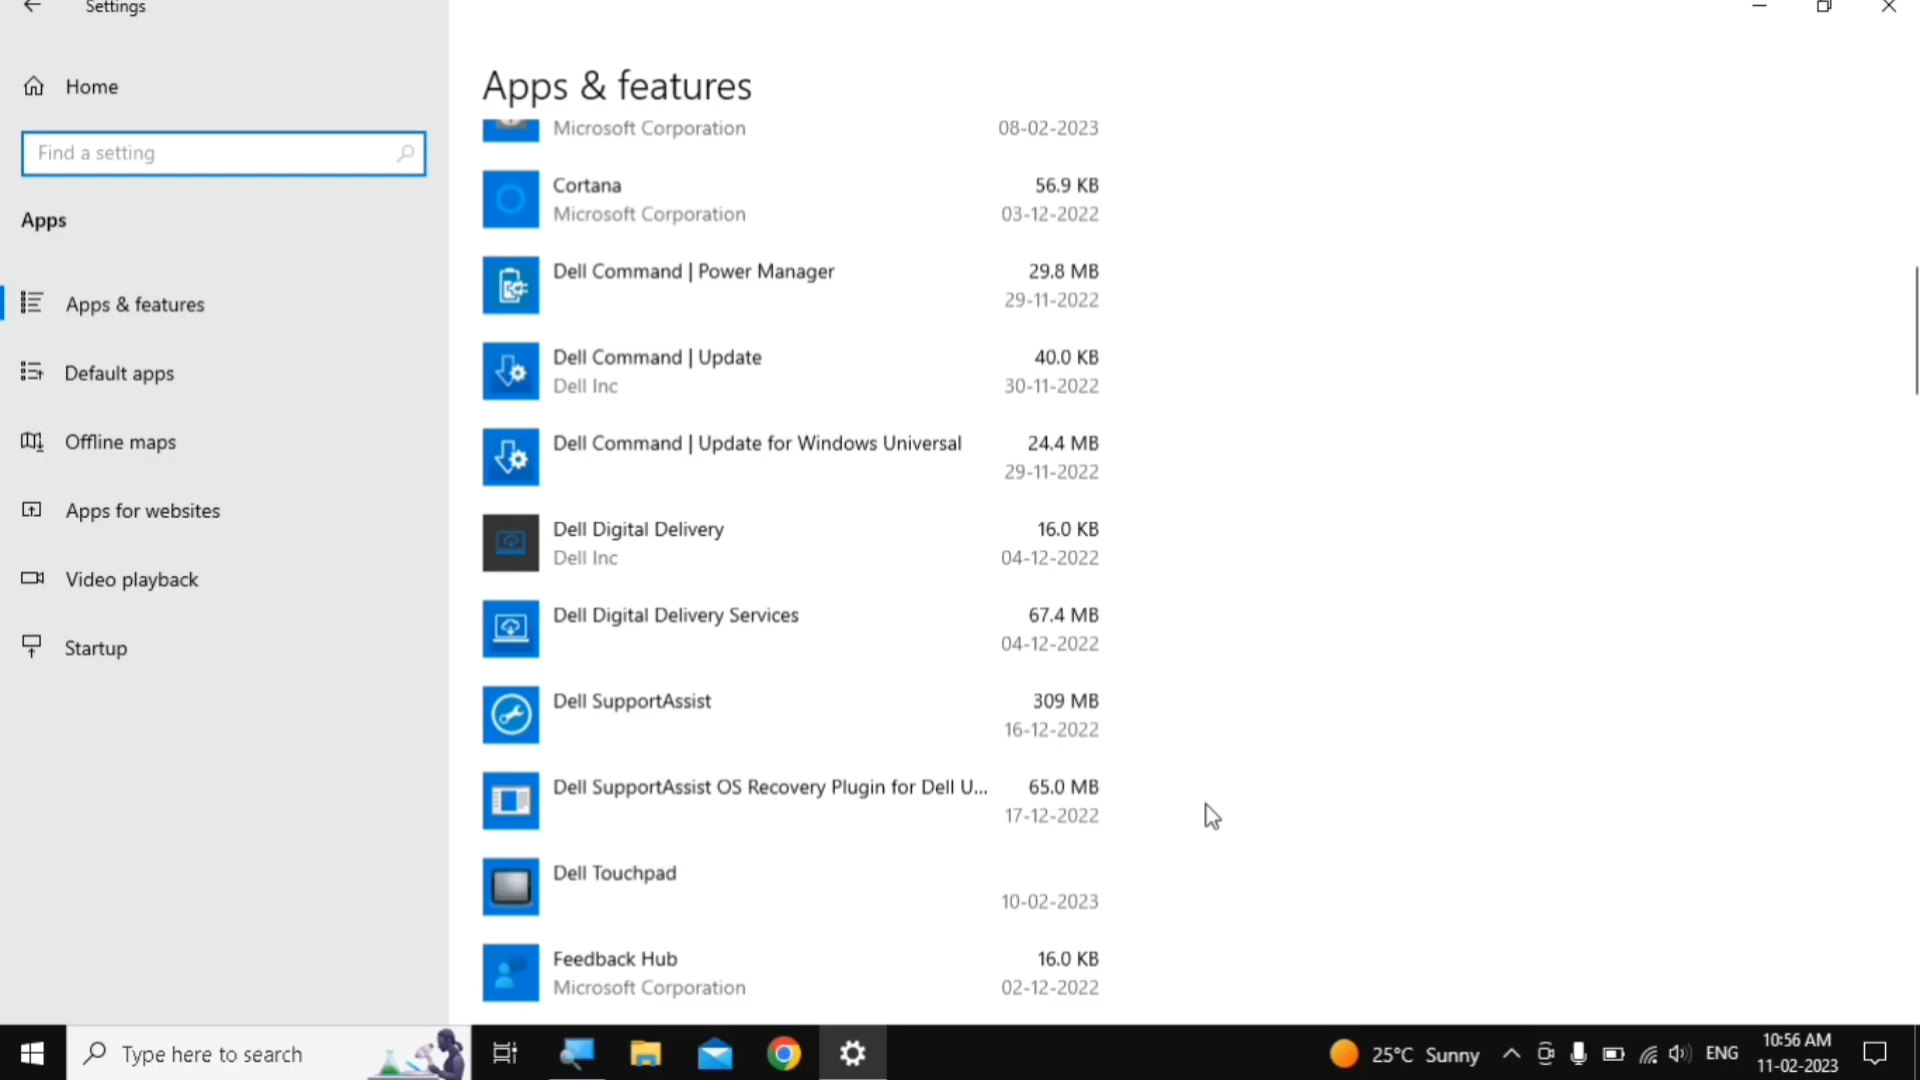 Settings
Home
Find a setting
Apps
Apps & features
Default apps
Offline maps
Apps for websites
Video playback
Startup
Apps & features
Microsoft Corporation 08-02-2023
Cortana 56.9 KB
Microsoft Corporation 03-12-2022
Dell Command | Power Manager 29.8 MB
29-11-2022
Dell Command | Update 40.0 KB
Dell Inc 30-11-2022
Dell Command | Update for Windows Universal 24.4 MB
29-11-2022
Dell Digital Delivery 16.0 KB
Dell Inc 04-12-2022
Dell Digital Delivery Services 67.4 MB
04-12-2022
Dell SupportAssist 309 MB
16-12-2022
Dell SupportAssist OS Recovery Plugin for Dell U... 65.0 MB
17-12-2022
Dell Touchpad
10-02-2023
Feedback Hub 16.0 KB
Microsoft Corporation 02-12-2022
Type here to search
25°C Sunny
ENG
10:56 AM
11-02-2023